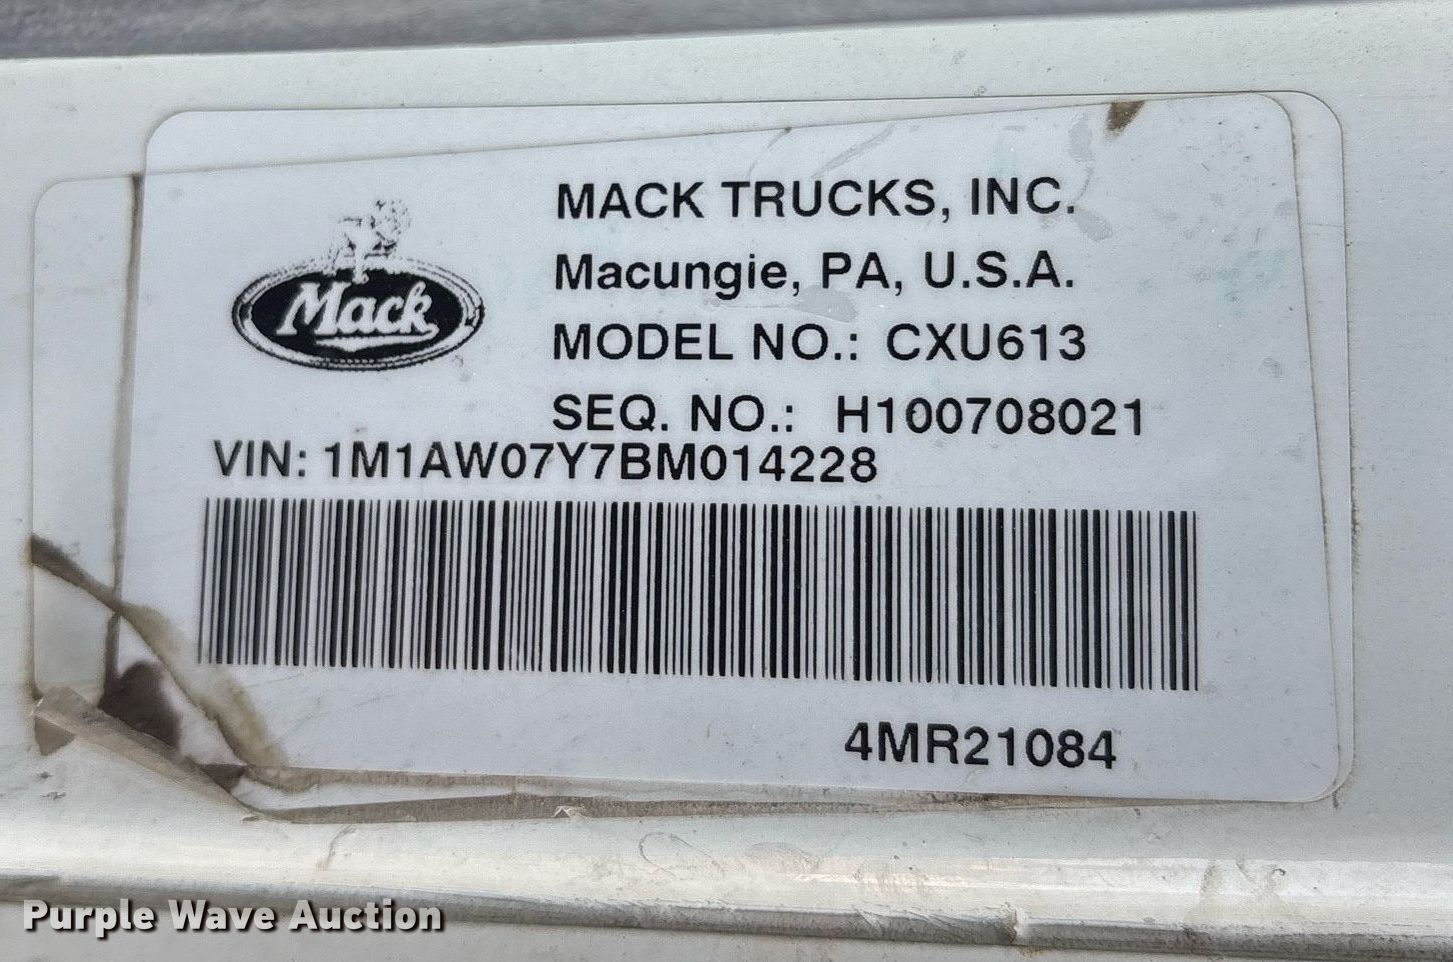 MACK TRUCKS, INC.
Macungie, PA, U.S.A.
Mack
MODEL NO.: CXU613
SEQ. NO.: H100708021
VIN: 1M1AW07Y7BM014228
4MR21084
Purple Wave Auction